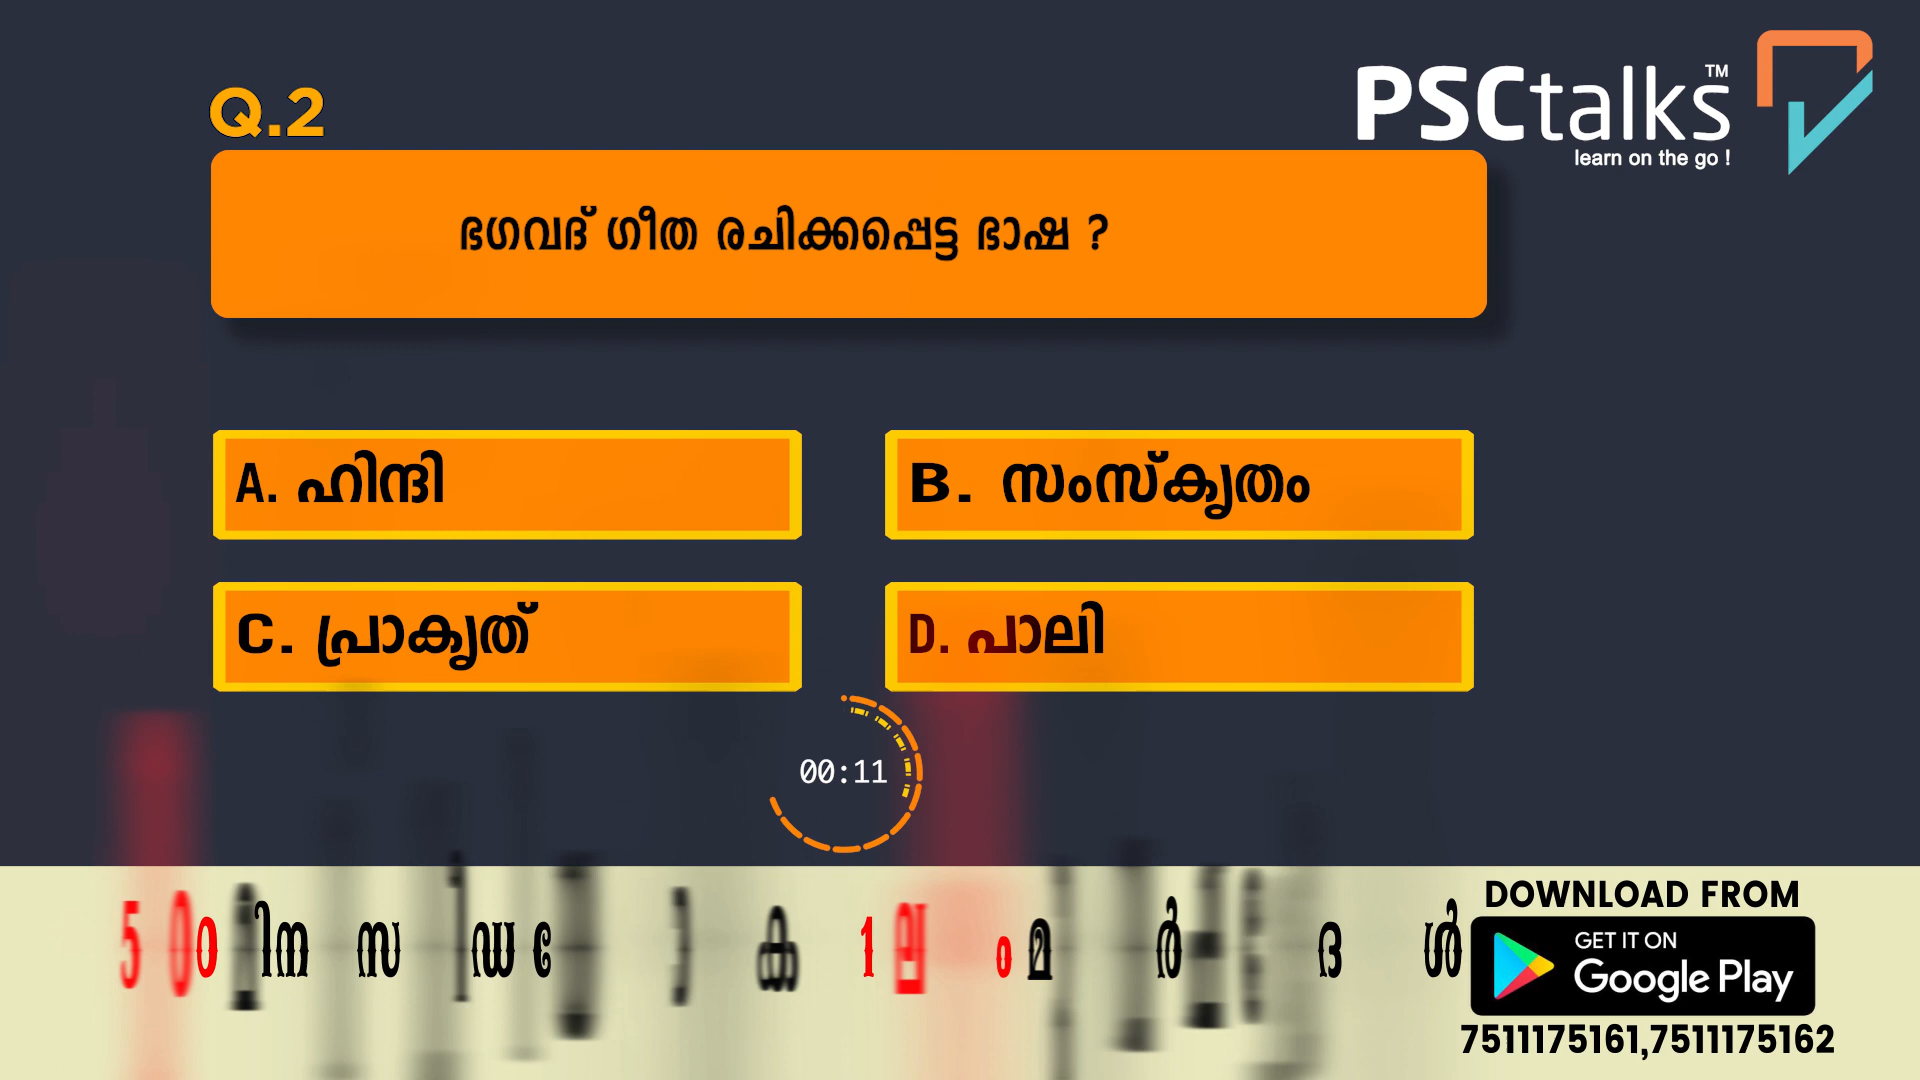 PSCtalks™
learn on the go !
Q.2
ഭഗവദ് ഗീത രചിക്കപ്പെട്ട ഭാഷ ?
A. ഹിന്ദി
B. സംസ്കൃതം
C. പ്രാകൃത്
D. പാലി
00:11
DOWNLOAD FROM
GET IT ON
Google Play
7511175161,7511175162